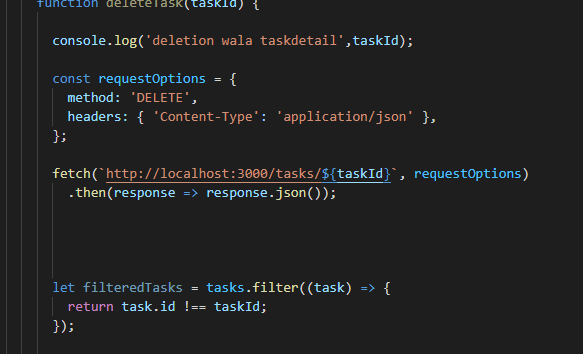 function deleteTask(taskId) {
console.log('deletion wala taskdetail',taskId);
const requestOptions = {
method: 'DELETE',
headers: { 'Content-Type': 'application/json' },
};
fetch(`http://localhost:3000/tasks/${taskId}`, requestOptions)
.then(response => response.json());
let filteredTasks = tasks.filter((task) => {
return task.id !== taskId;
});